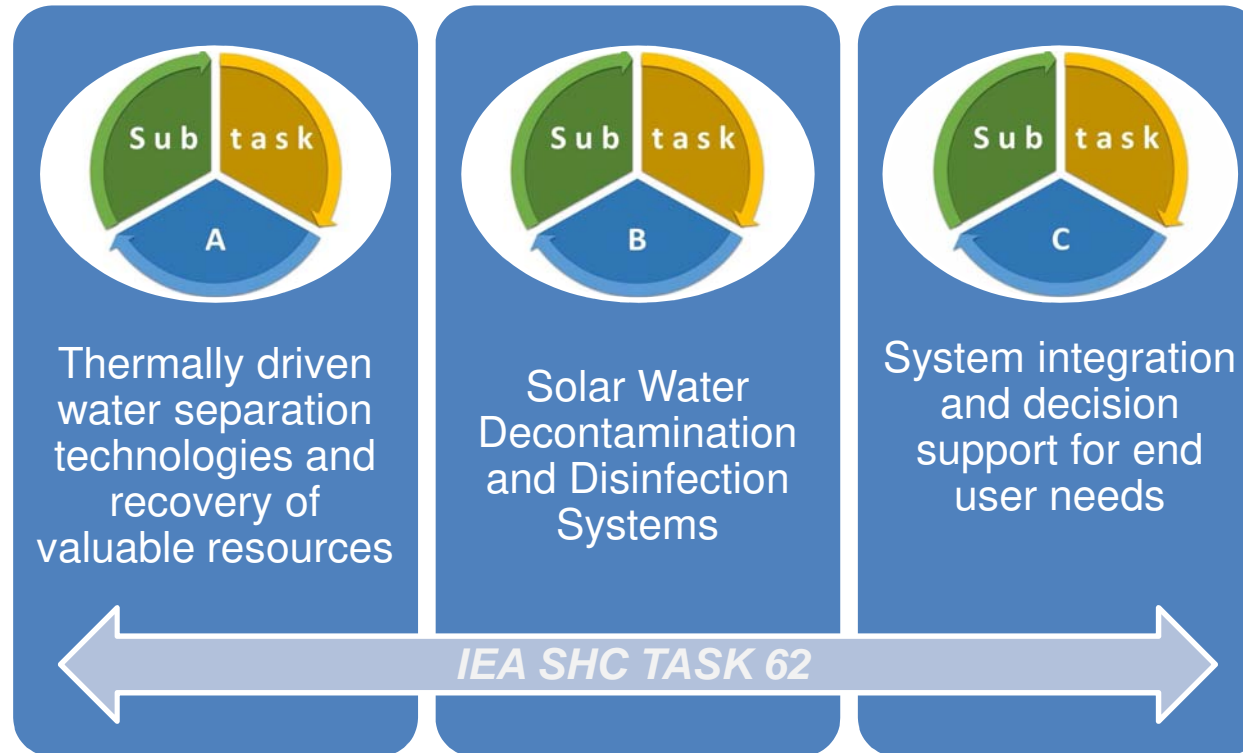 Sub task
A
Thermally driven
water separation
technologies and
recovery of
valuable resources
Sub task
B
Solar Water
Decontamination
and Disinfection
Systems
Sub task
C
System integration
and decision
support for end
user needs
IEA SHC TASK 62